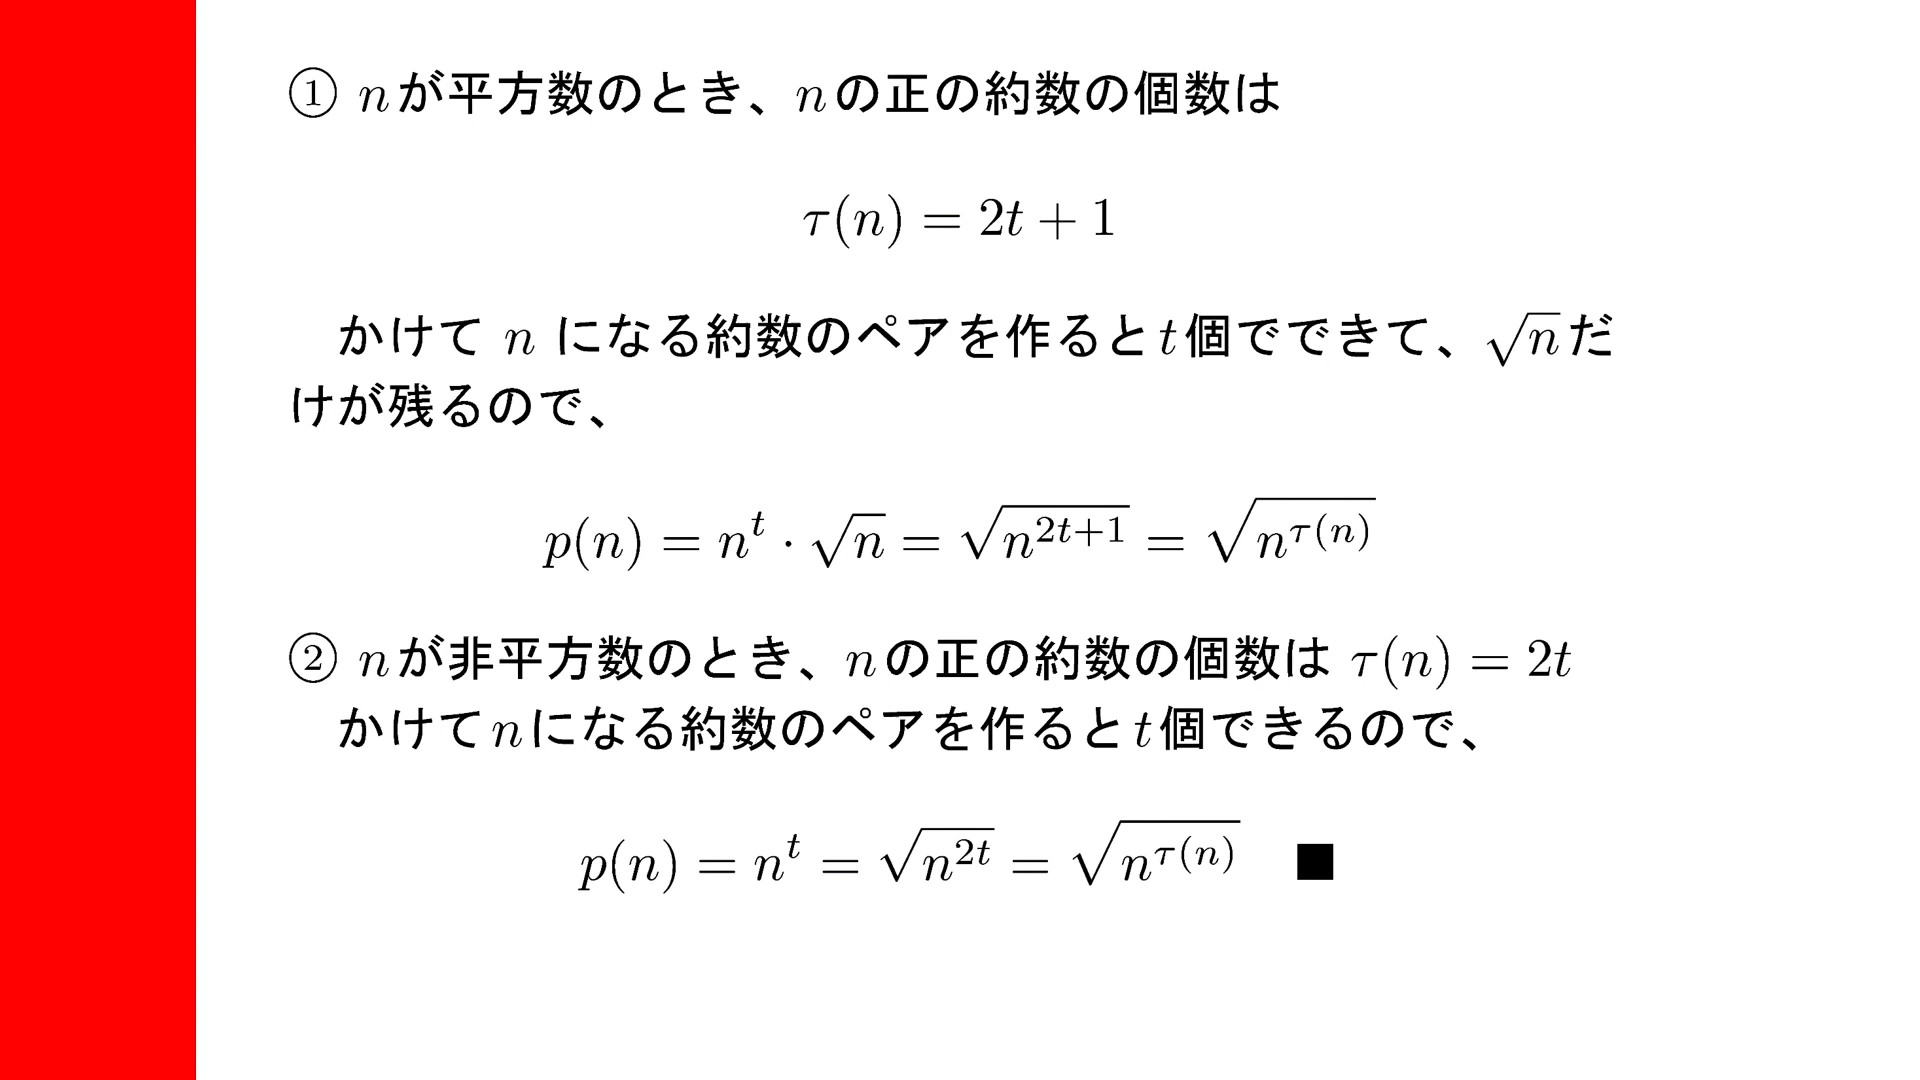 ① nが平方数のとき、nの正の約数の個数は
τ(n) = 2t + 1
かけて n になる約数のペアを作るとt個でできて、√nだ
けが残るので、
p(n) = n^t · √n = √(n^{2t+1}) = √(n^{τ(n)})
② nが非平方数のとき、nの正の約数の個数は τ(n) = 2t
かけてnになる約数のペアを作るとt個できるので、
p(n) = n^t = √(n^{2t}) = √(n^{τ(n)}) ■